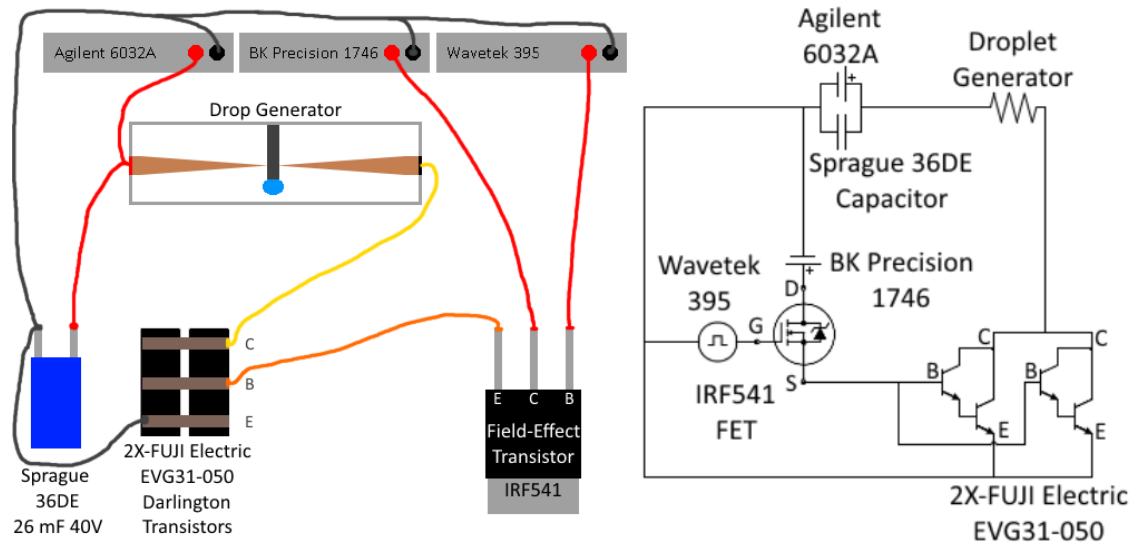 Agilent 6032A
BK Precision 1746
Wavetek 395
Drop Generator
C
B
E
E C B
Field-Effect
Transistor
IRF541
Sprague
36DE
26 mF 40V
2X-FUJI Electric
EVG31-050
Darlington
Transistors
Agilent
6032A
Droplet
Generator
+
Sprague 36DE
Capacitor
BK Precision
1746
+
Wavetek
395
D
G
S
IRF541
FET
C
B
E
C
B
E
2X-FUJI Electric
EVG31-050